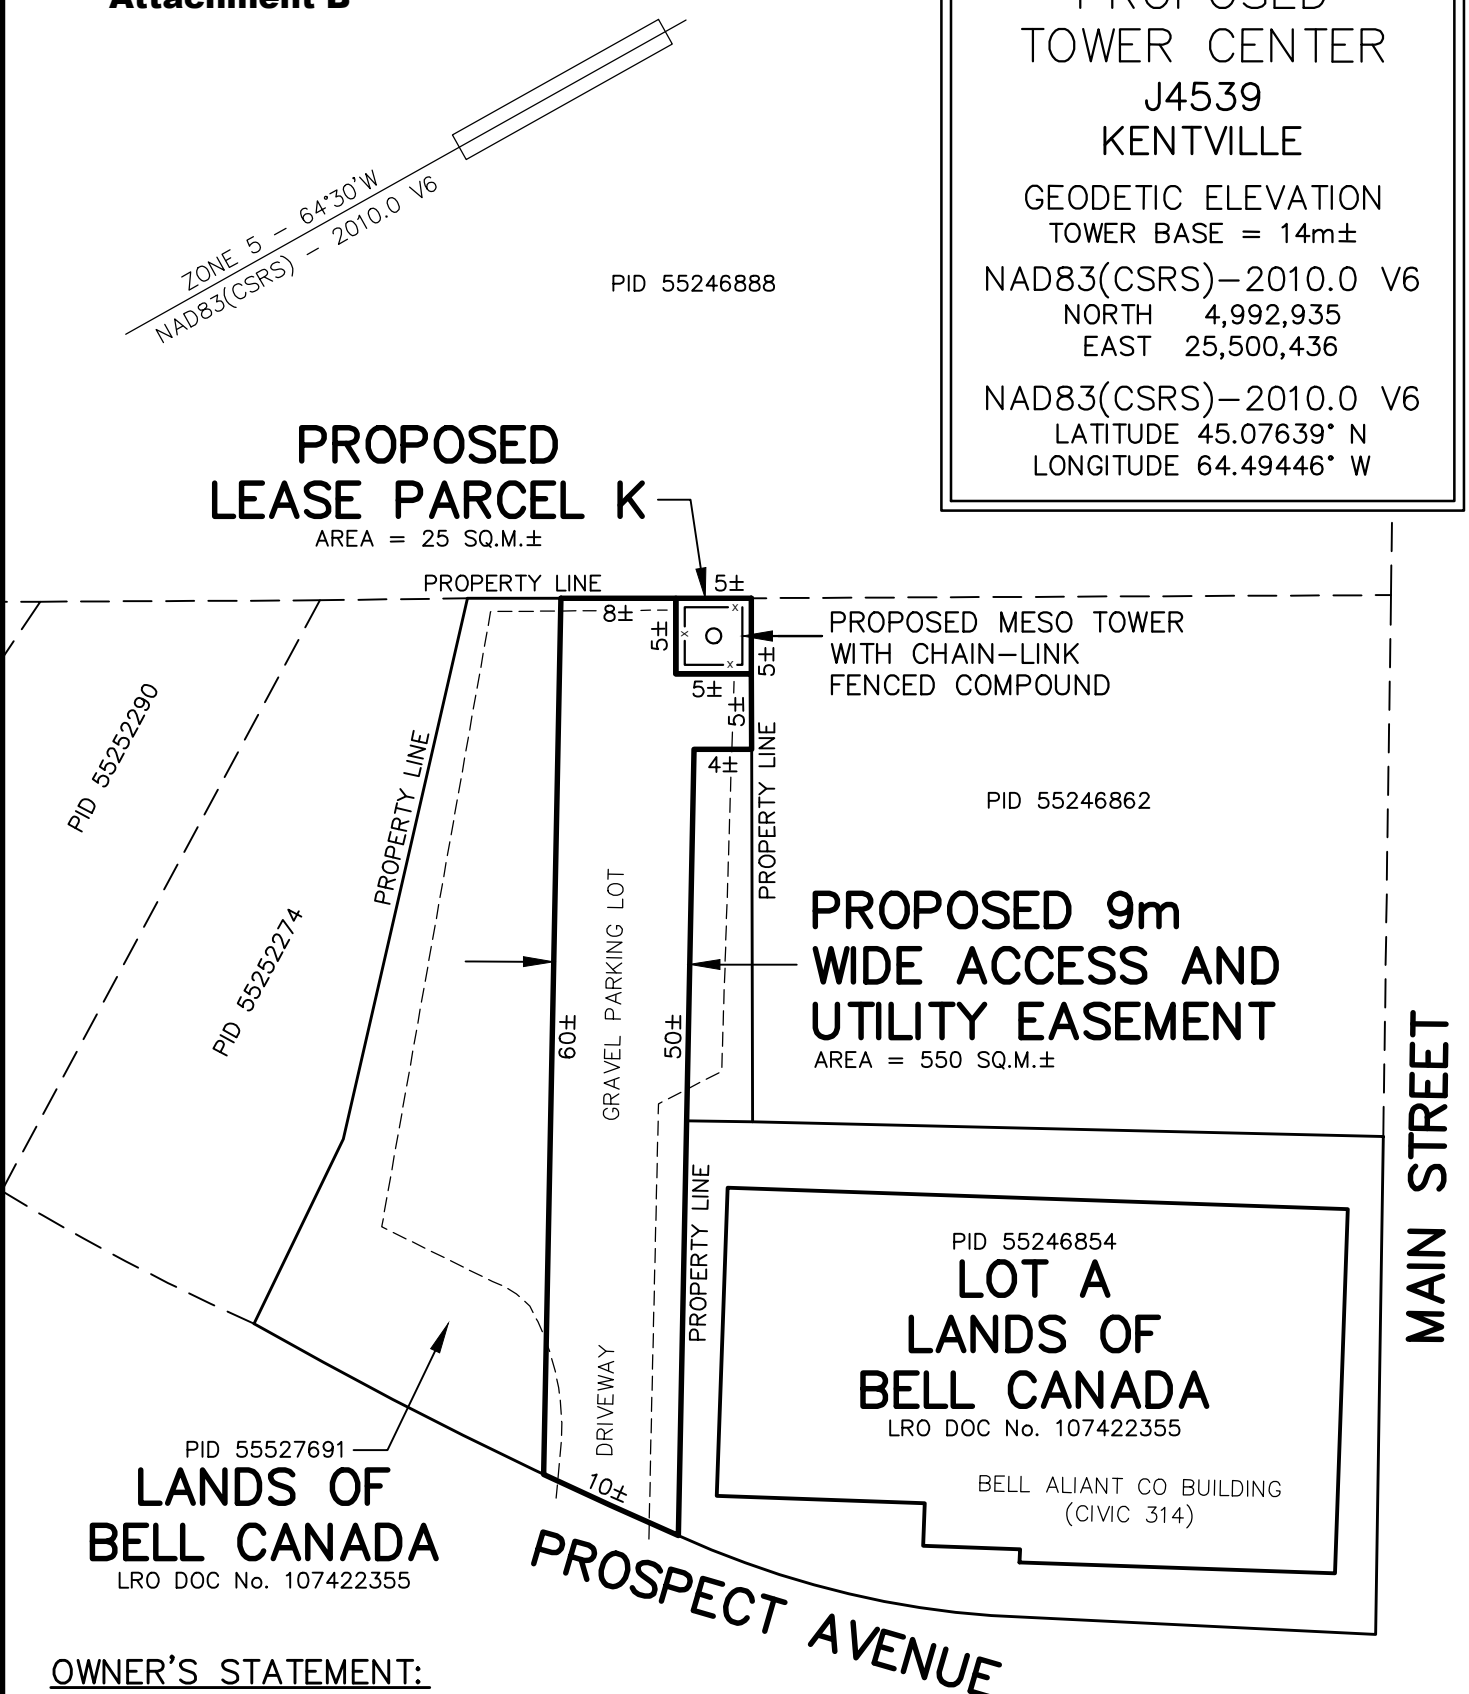 Attachment B
PROPOSED
TOWER CENTER
J4539
KENTVILLE
GEODETIC ELEVATION
TOWER BASE = 14m±
NAD83(CSRS)-2010.0 V6
NORTH 4,992,935
EAST 25,500,436
NAD83(CSRS)-2010.0 V6
LATITUDE 45.07639° N
LONGITUDE 64.49446° W
ZONE 5 - 64°30'W
NAD83(CSRS) - 2010.0 V6
PID 55246888
PROPOSED
LEASE PARCEL K
AREA = 25 SQ.M.±
PROPERTY LINE
5±
8±
5±
5±
5±
5±
4±
x
x
x
PROPOSED MESO TOWER
WITH CHAIN-LINK
FENCED COMPOUND
PID 55252290
PROPERTY LINE
PROPERTY LINE
PID 55246862
PID 55252274
GRAVEL PARKING LOT
60±
50±
PROPOSED 9m
WIDE ACCESS AND
UTILITY EASEMENT
AREA = 550 SQ.M.±
MAIN STREET
PROPERTY LINE
PID 55246854
LOT A
LANDS OF
BELL CANADA
LRO DOC No. 107422355
BELL ALIANT CO BUILDING
(CIVIC 314)
DRIVEWAY
10±
PID 55527691
LANDS OF
BELL CANADA
LRO DOC No. 107422355
PROSPECT AVENUE
OWNER'S STATEMENT: